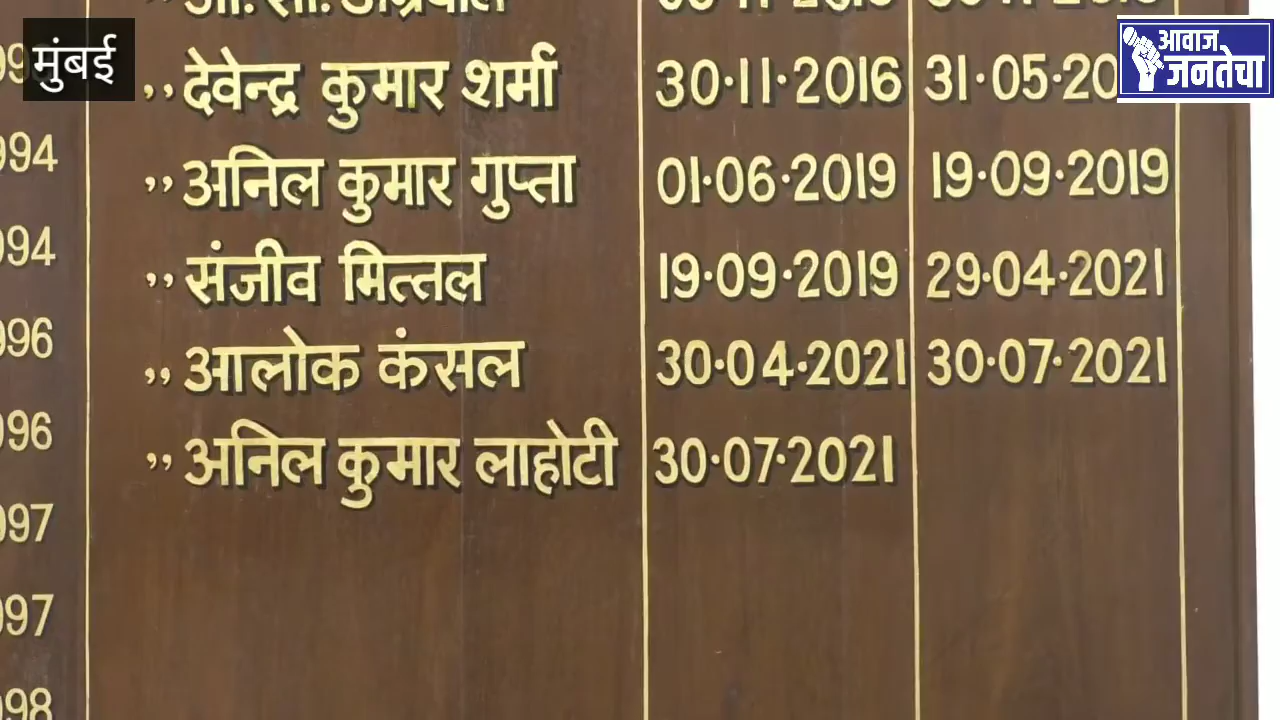 मुंबई
आवाज
जनतेचा
,, देवेन्द्र कुमार शर्मा 30·11·2016 31·05·20
994
,, अनिल कुमार गुप्ता 01·06·2019 19·09·2019
994
,, संजीव मित्तल 19·09·2019 29·04·2021
996
,, आलोक कंसल 30·04·2021 30·07·2021
996
,, अनिल कुमार लाहोटी 30·07·2021
997
997
998